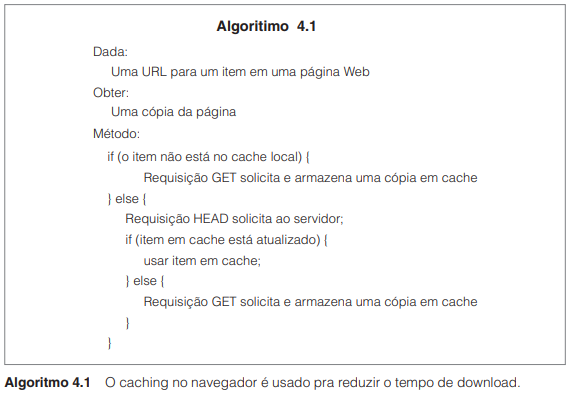 Algoritimo 4.1
Dada:
Uma URL para um item em uma página Web
Obter:
Uma cópia da página
Método:
if (o item não está no cache local) {
Requisição GET solicita e armazena uma cópia em cache
} else {
Requisição HEAD solicita ao servidor;
if (item em cache está atualizado) {
usar item em cache;
} else {
Requisição GET solicita e armazena uma cópia em cache
}
}
Algoritmo 4.1 O caching no navegador é usado pra reduzir o tempo de download.